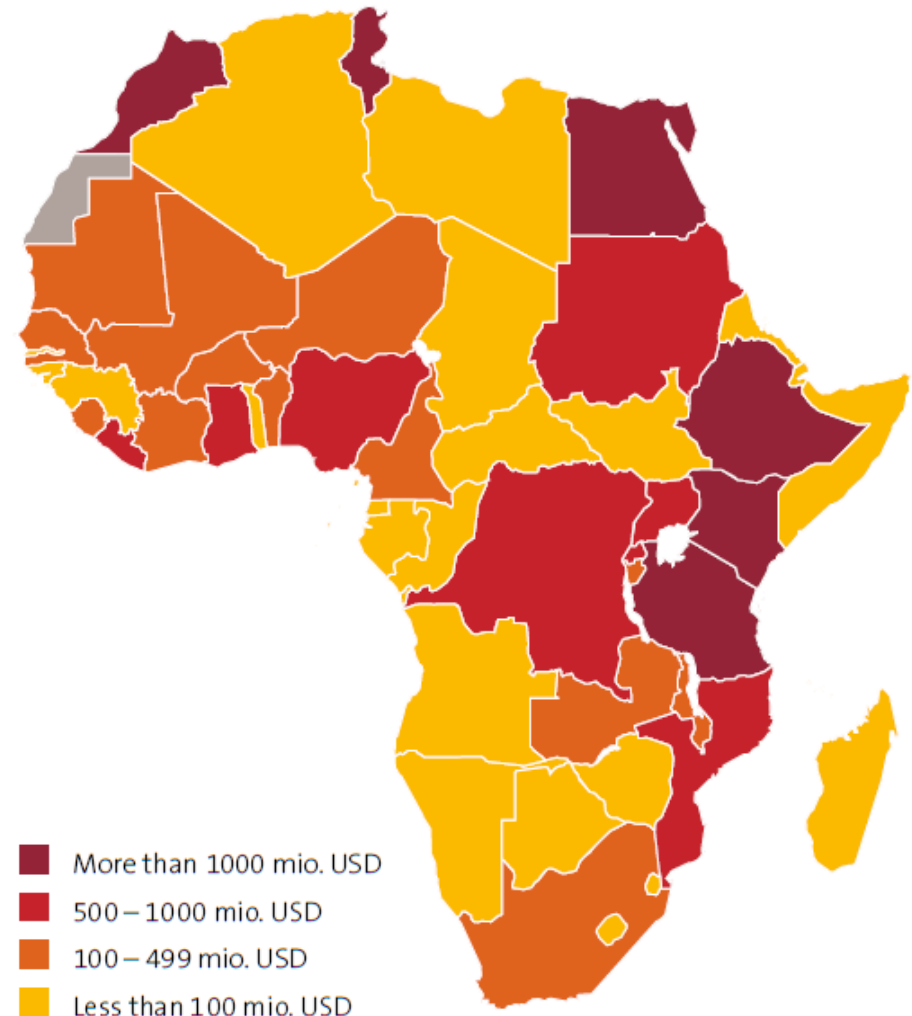 More than 1000 mio. USD
500 – 1000 mio. USD
100 – 499 mio. USD
Less than 100 mio. USD